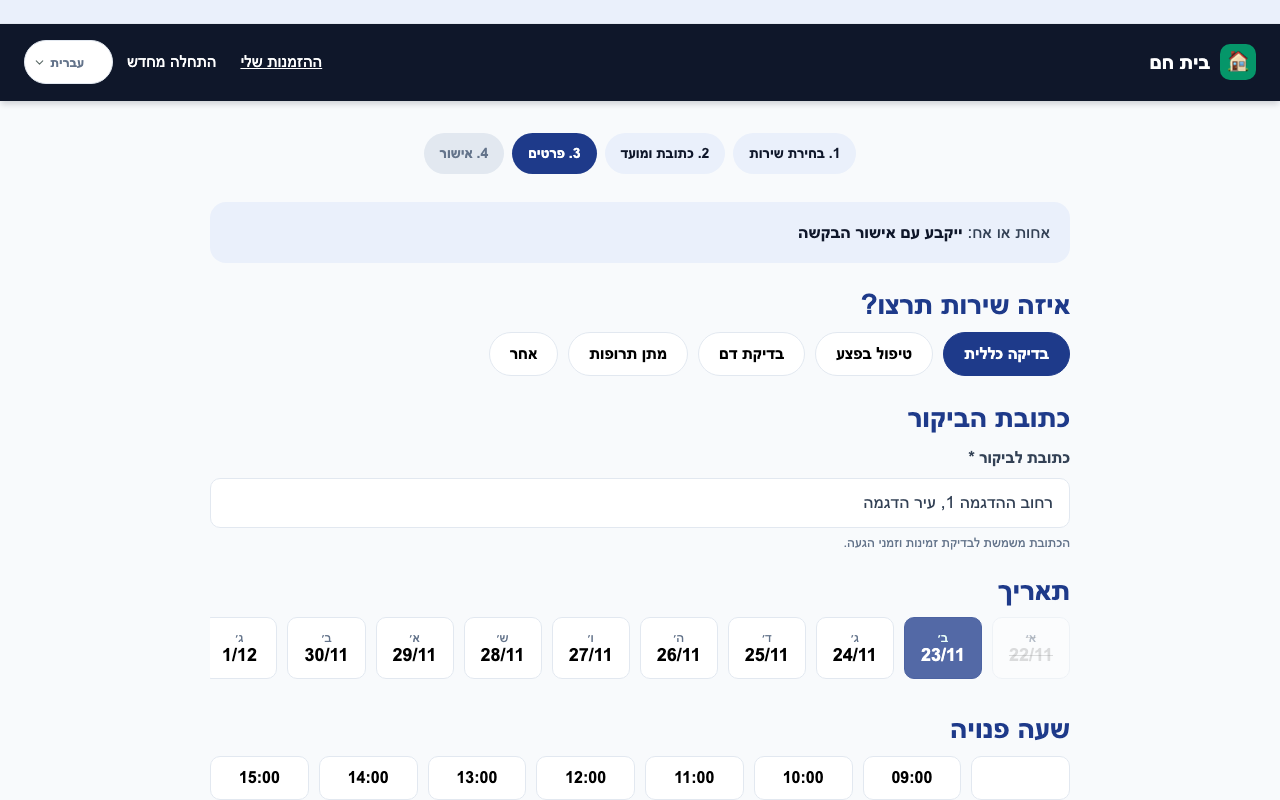 בית חם
ההזמנות שלי
התחלה מחדש
עברית
1. בחירת שירות
2. כתובת ומועד
3. פרטים
4. אישור
אחות או אח: ייקבע עם אישור הבקשה
איזה שירות תרצו?
בדיקה כללית
טיפול בפצע
בדיקת דם
מתן תרופות
אחר
כתובת הביקור
כתובת לביקור *
רחוב ההדגמה 1, עיר הדגמה
הכתובת משמשת לבדיקת זמינות וזמני הגעה.
תאריך
א׳
22/11
ב׳
23/11
ג׳
24/11
ד׳
25/11
ה׳
26/11
ו׳
27/11
ש׳
28/11
א׳
29/11
ב׳
30/11
ג׳
1/12
שעה פנויה
09:00
10:00
11:00
12:00
13:00
14:00
15:00